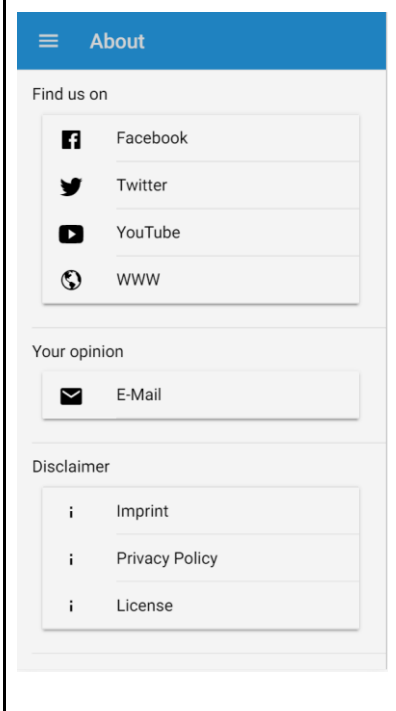 About
Find us on
Facebook
Twitter
YouTube
WWW
Your opinion
E-Mail
Disclaimer
Imprint
Privacy Policy
License